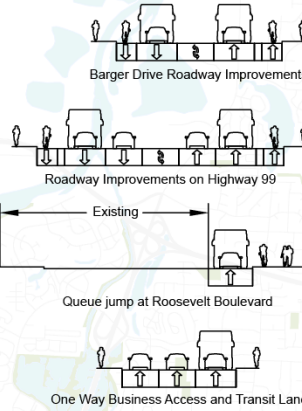 Barger Drive Roadway Improvement
Roadway Improvements on Highway 99
Existing
Queue jump at Roosevelt Boulevard
One Way Business Access and Transit Lan